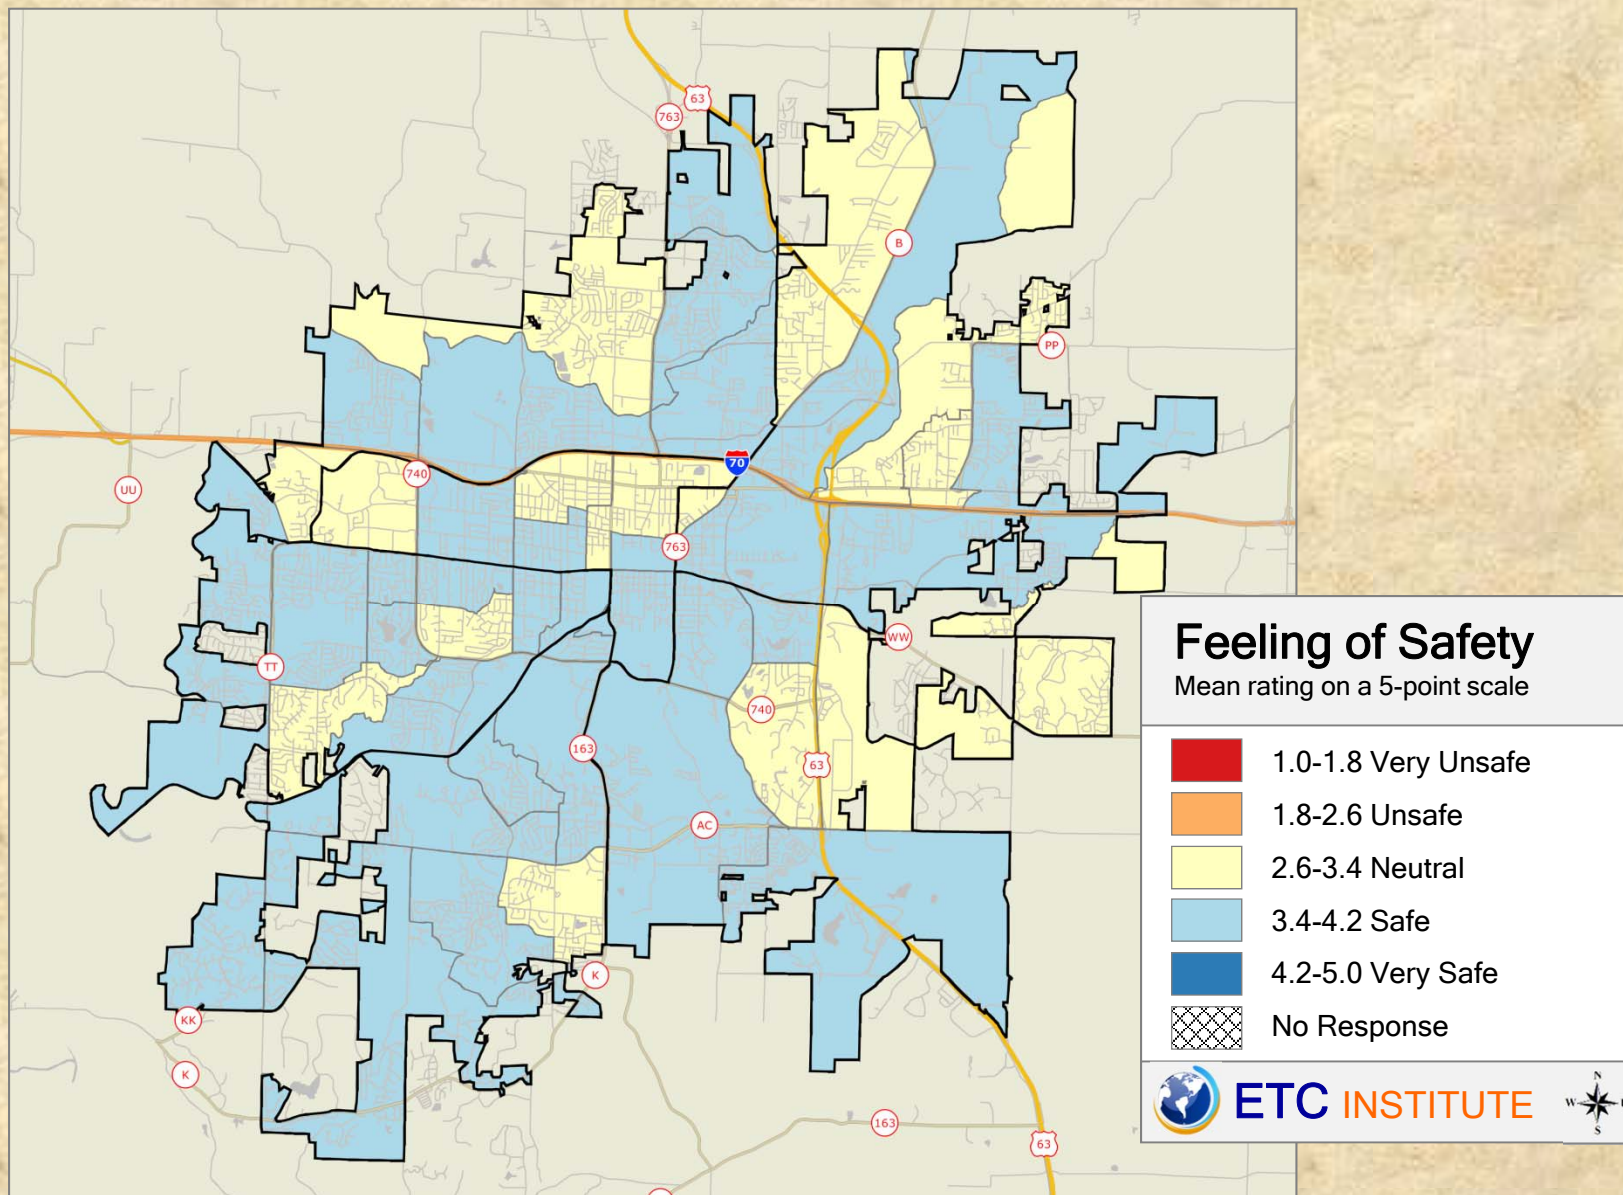 63
763
B
PP
70
740
UU
763
WW
TT
740
163
63
AC
K
KK
K
163
63
Feeling of Safety
Mean rating on a 5-point scale
1.0-1.8 Very Unsafe
1.8-2.6 Unsafe
2.6-3.4 Neutral
3.4-4.2 Safe
4.2-5.0 Very Safe
No Response
ETC INSTITUTE
N
W
S